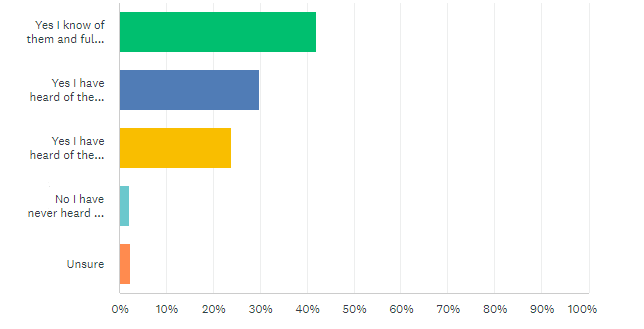 Yes I know of
them and ful...
Yes I have
heard of the...
Yes I have
heard of the...
No I have
never heard ...
Unsure
0% 10% 20% 30% 40% 50% 60% 70% 80% 90% 100%